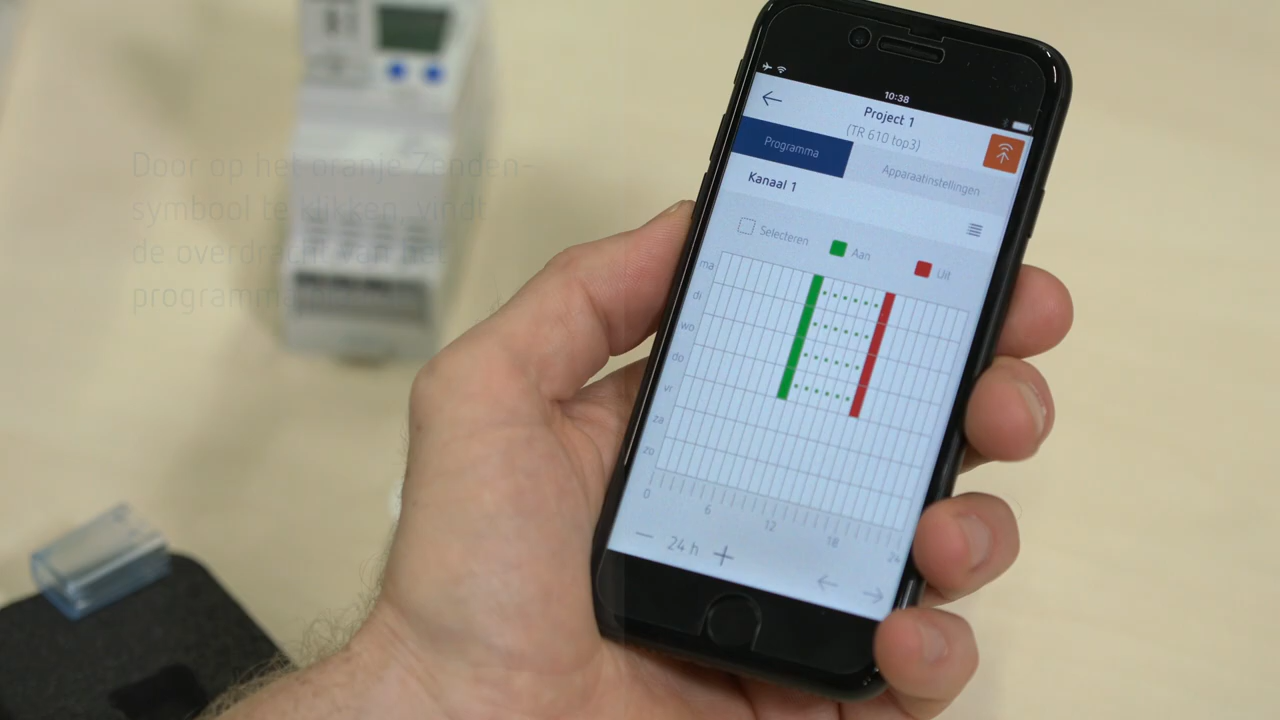 Door op het oranje Zenden-
symbool te klikken, vindt
de overdracht van het
programma
10:38
Project 1
(TR 610 top3)
Programma
Apparaatinstellingen
Kanaal 1
Selecteren
Aan
Uit
ma
di
wo
do
vr
za
zo
0
6
12
18
24
24 h